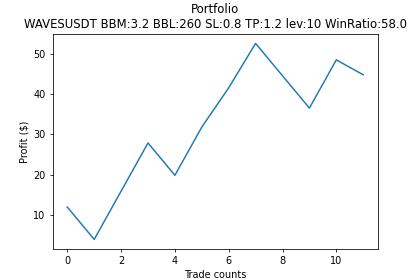 Portfolio
WAVESUSDT BBM:3.2 BBL:260 SL:0.8 TP:1.2 lev:10 WinRatio:58.0
50
40
30
20
10
Profit ($)
0 2 4 6 8 10
Trade counts